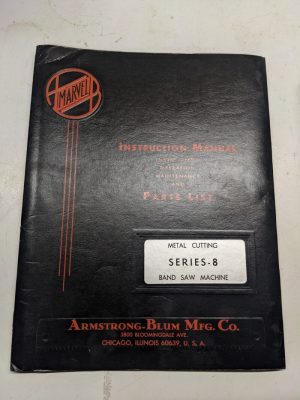 MARVEL
INSTRUCTION MANUAL
OPERATION
MAINTENANCE
AND
PARTS LIST
METAL CUTTING
SERIES-8
BAND SAW MACHINE
ARMSTRONG-BLUM MFG. CO.
5800 BLOOMINGDALE AVE.
CHICAGO, ILLINOIS 60639, U. S. A.